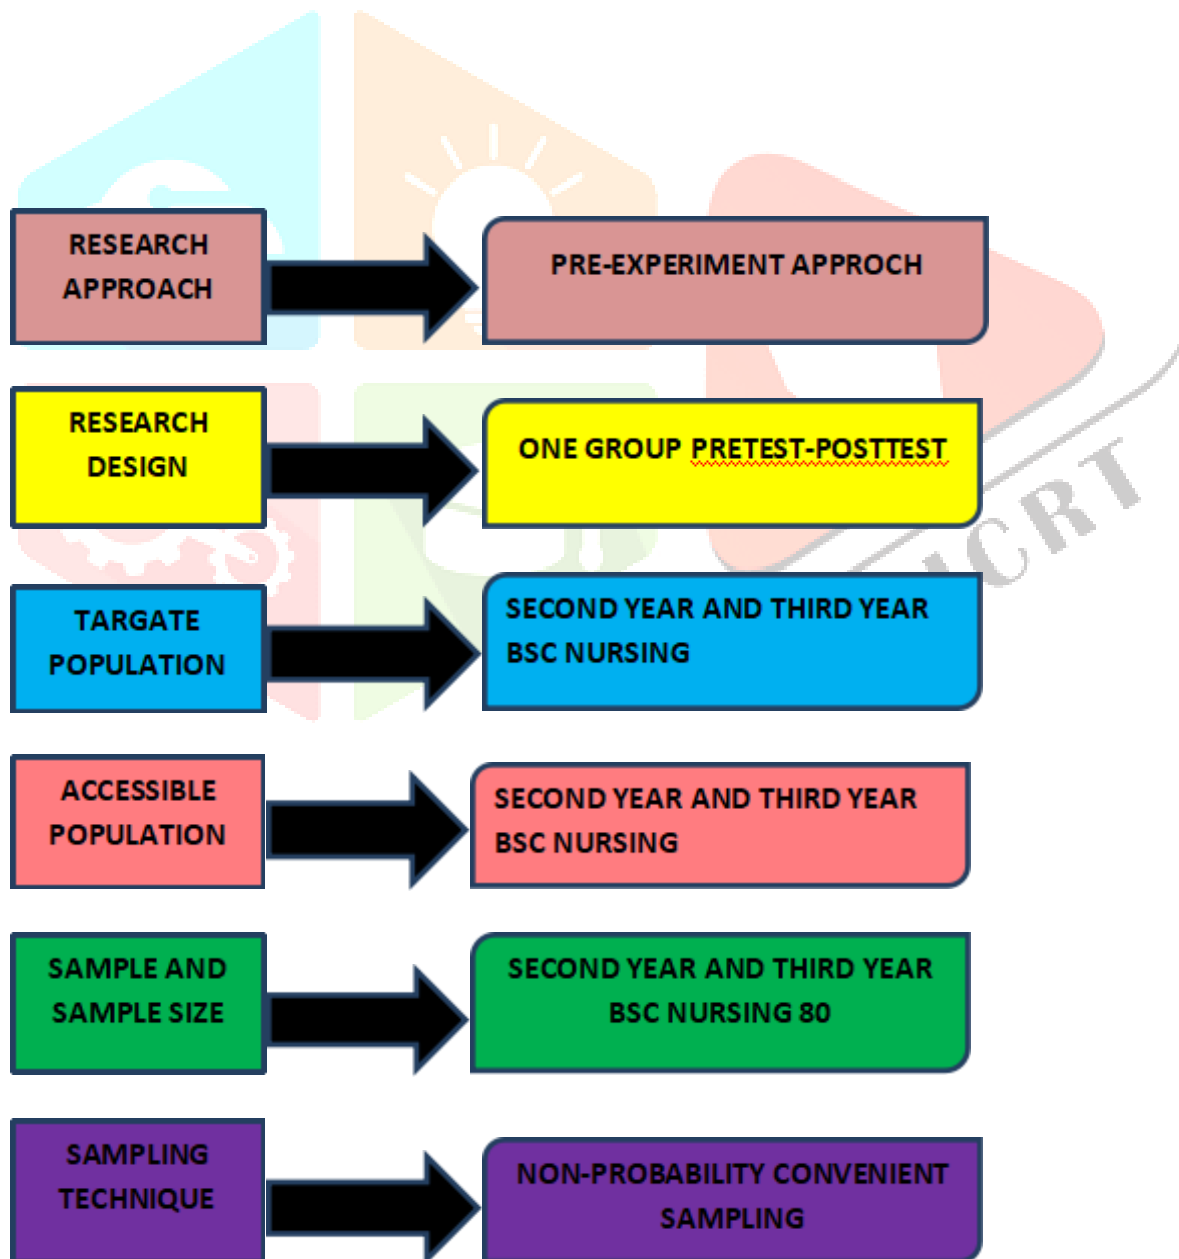 RESEARCH
APPROACH
PRE-EXPERIMENT APPROCH
RESEARCH
DESIGN
ONE GROUP PRETEST-POSTTEST
TARGATE
POPULATION
SECOND YEAR AND THIRD YEAR
BSC NURSING
ACCESSIBLE
POPULATION
SECOND YEAR AND THIRD YEAR
BSC NURSING
SAMPLE AND
SAMPLE SIZE
SECOND YEAR AND THIRD YEAR
BSC NURSING 80
SAMPLING
TECHNIQUE
NON-PROBABILITY CONVENIENT
SAMPLING
CRT